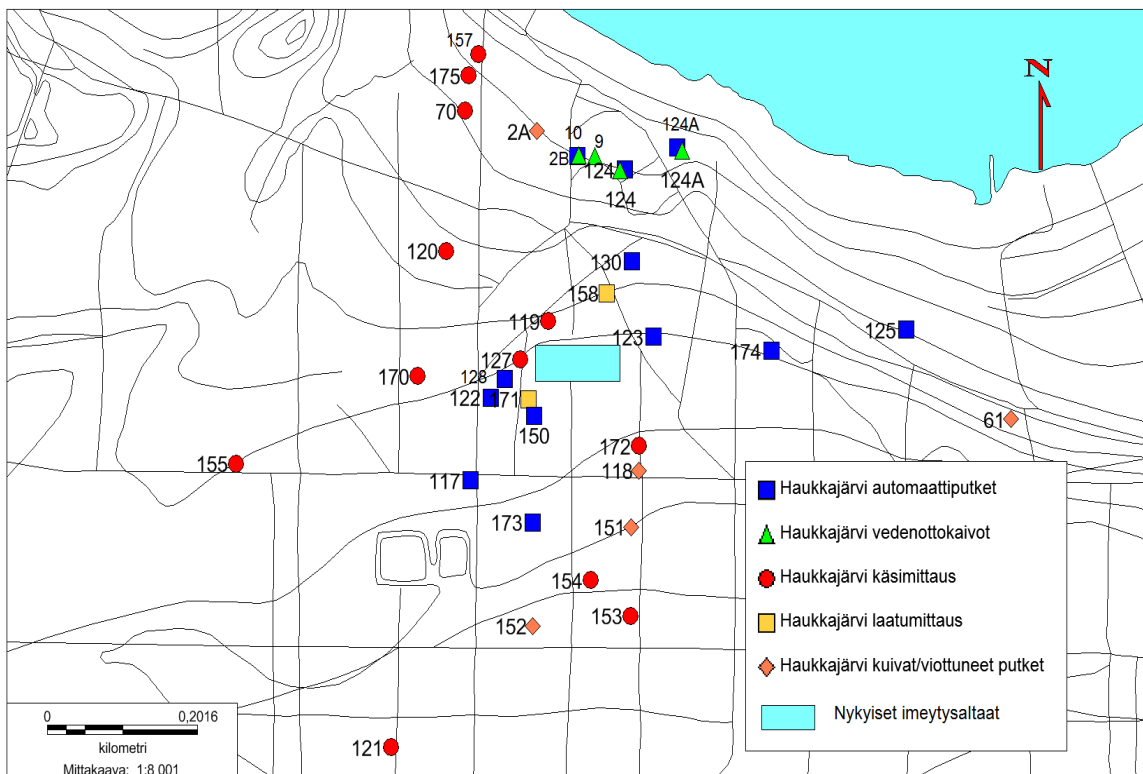 157
175
70
2A
10
9
2B
124
124
124A
124A
N
120
130
158
119
123
125
174
127
128
170
122
171
150
61
172
155
118
117
173
151
154
153
152
121
Haukkajärvi automaattiputket
Haukkajärvi vedenottokaivot
Haukkajärvi käsimittaus
Haukkajärvi laatumittaus
Haukkajärvi kuivat/viottuneet putket
Nykyiset imeytysaltaat
0 0,2016
kilometri
Mittakaava: 1:8 001